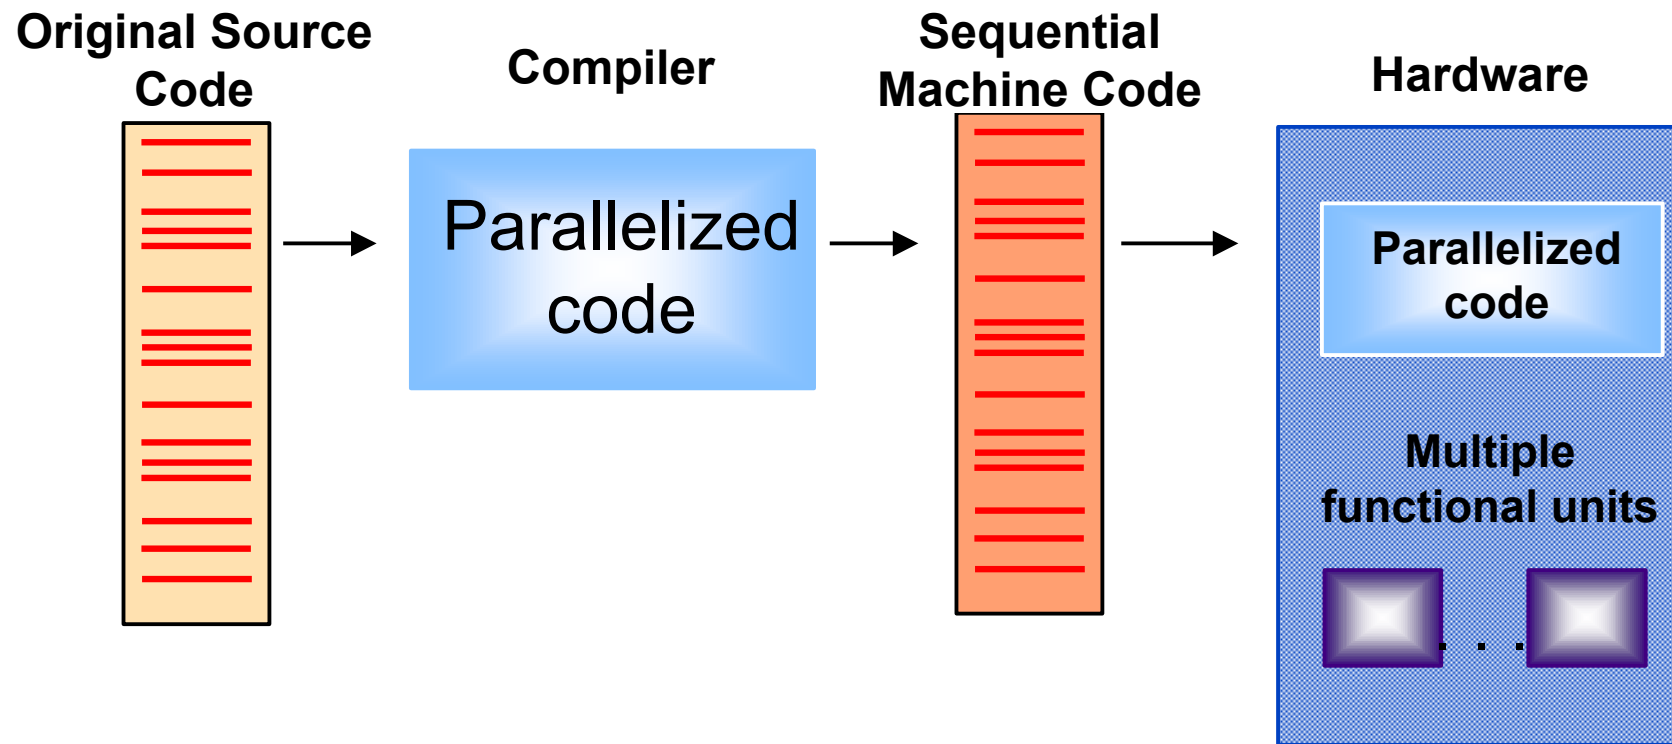 Original Source
Code
Compiler
Parallelized
code
Sequential
Machine Code
Hardware
Parallelized
code
Multiple
functional units
. . .